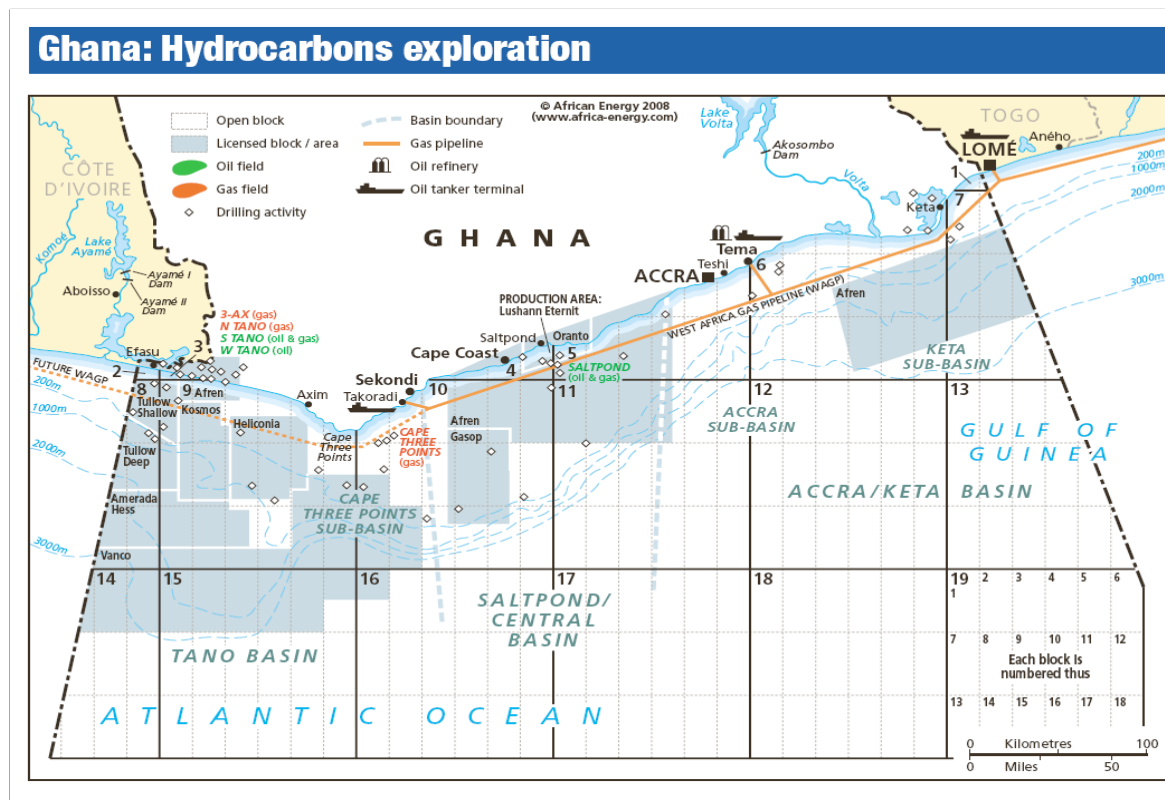 Ghana: Hydrocarbons exploration
© African Energy 2008
(www.africa-energy.com)
Open block
Licensed block / area
Oil field
Gas field
Drilling activity
Basin boundary
Gas pipeline
Oil refinery
Oil tanker terminal
CÔTE
D'IVOIRE
Komoé
Lake
Ayamé
Ayamé I
Dam
Ayamé II
Dam
Aboisso
Efasu
TOGO
Aného
LOMÉ
Lake
Volta
Akosombo
Dam
Volta
Keta
GHANA
Tema
Teshi
ACCRA
200m
1000m
2000m
3000m
1
7
6
3-AX (gas)
N TANO (gas)
S TANO (oil & gas)
W TANO (oil)
PRODUCTION AREA:
Lushann Eternit
Saltpond
Oranto
Cape Coast
4
5
SALTPOND
(oil & gas)
WEST AFRICA GAS PIPELINE (WAGP)
Afren
KETA
SUB-BASIN
FUTURE WAGP
2
3
8
9
10
11
12
13
Sekondi
Takoradi
Axim
Cape
Three
Points
CAPE
THREE
POINTS
(gas)
Afren
Gasop
Afren
Tullow
Shallow
Kosmos
Heliconia
Tullow
Deep
Amerada
Hess
Vanco
200m
1000m
2000m
3000m
CAPE
THREE POINTS
SUB-BASIN
ACCRA
SUB-BASIN
GULF OF
GUINEA
ACCRA/KETA BASIN
14
15
16
17
18
19
SALTPOND/
CENTRAL
BASIN
TANO BASIN
ATLANTIC OCEAN
1
2
3
4
5
6
7
8
9
10
11
12
Each block is
numbered thus
13
14
15
16
17
18
0 Kilometres 100
0 Miles 50